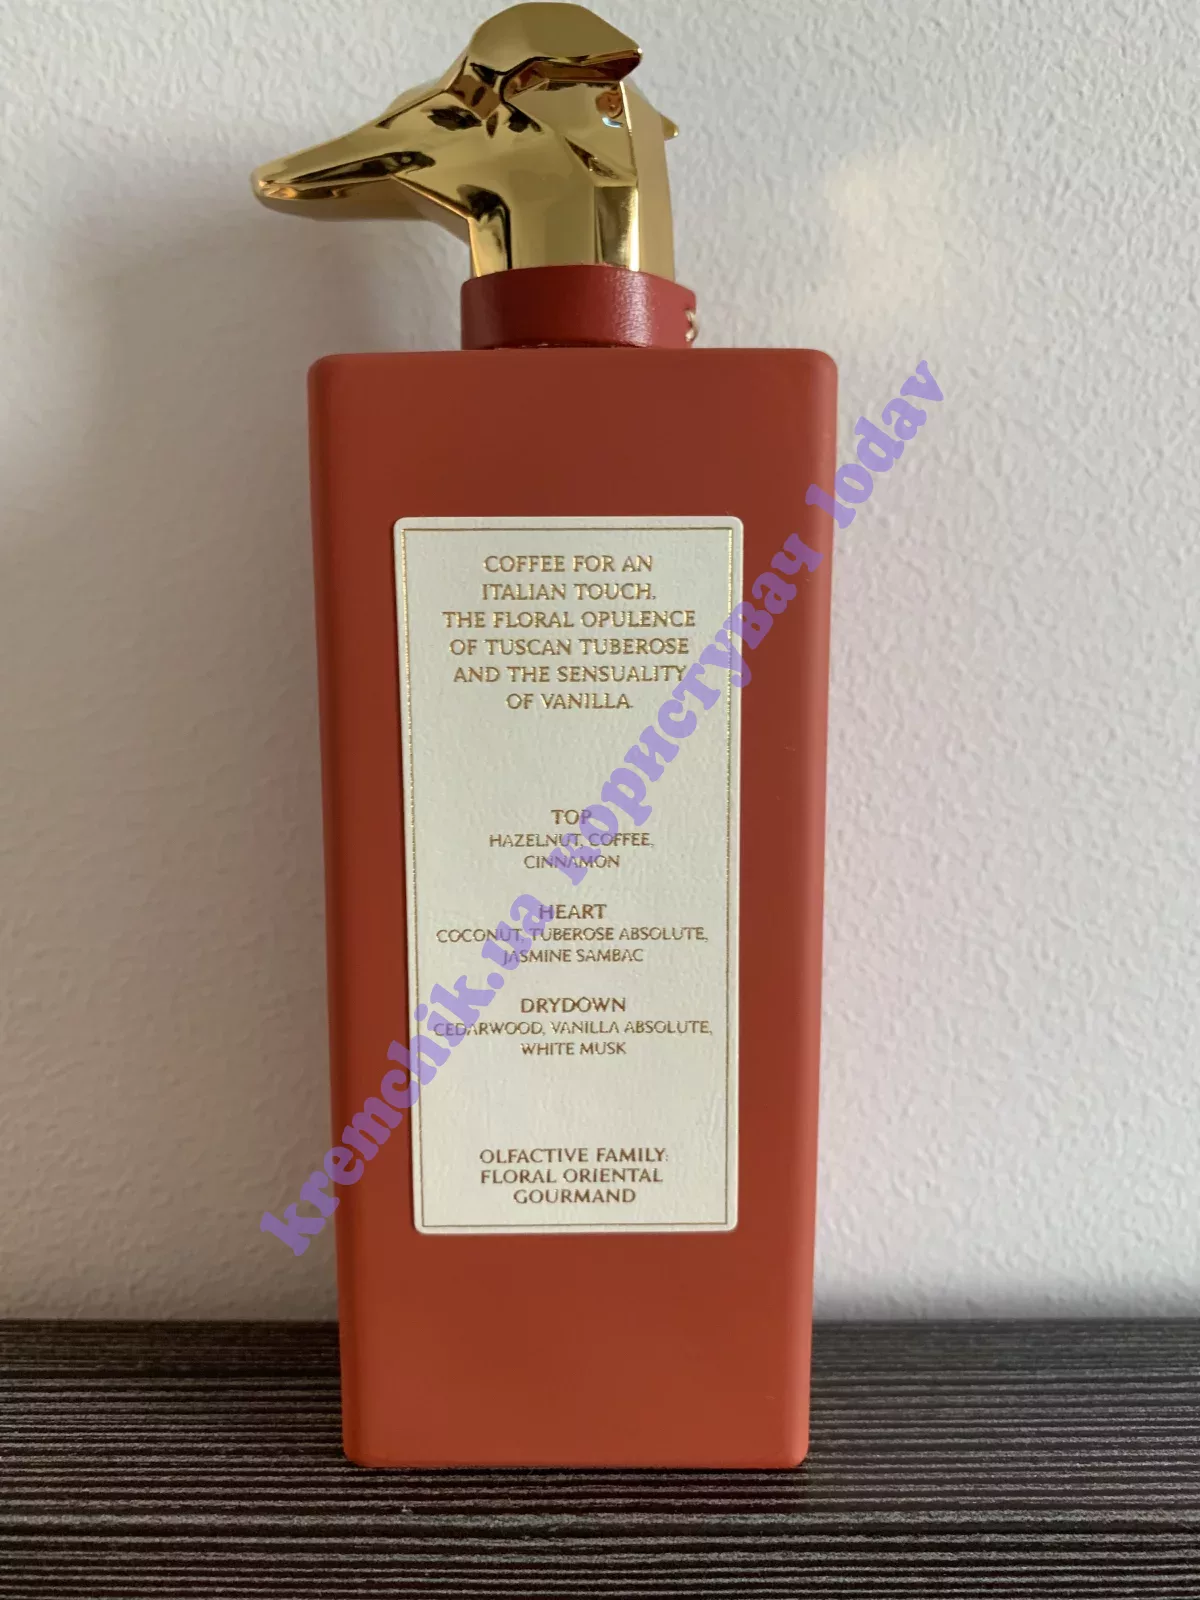 COFFEE FOR AN
ITALIAN TOUCH.
THE FLORAL OPULENCE
OF TUSCAN TUBEROSE
AND THE SENSUALITY
OF VANILLA.
TOP
HAZELNUT, COFFEE,
CINNAMON
HEART
COCONUT, TUBEROSE ABSOLUTE,
JASMINE SAMBAC
DRYDOWN
CEDARWOOD, VANILLA ABSOLUTE,
WHITE MUSK
OLFACTIVE FAMILY:
FLORAL ORIENTAL
GOURMAND
kremchik.ua користувач lodav